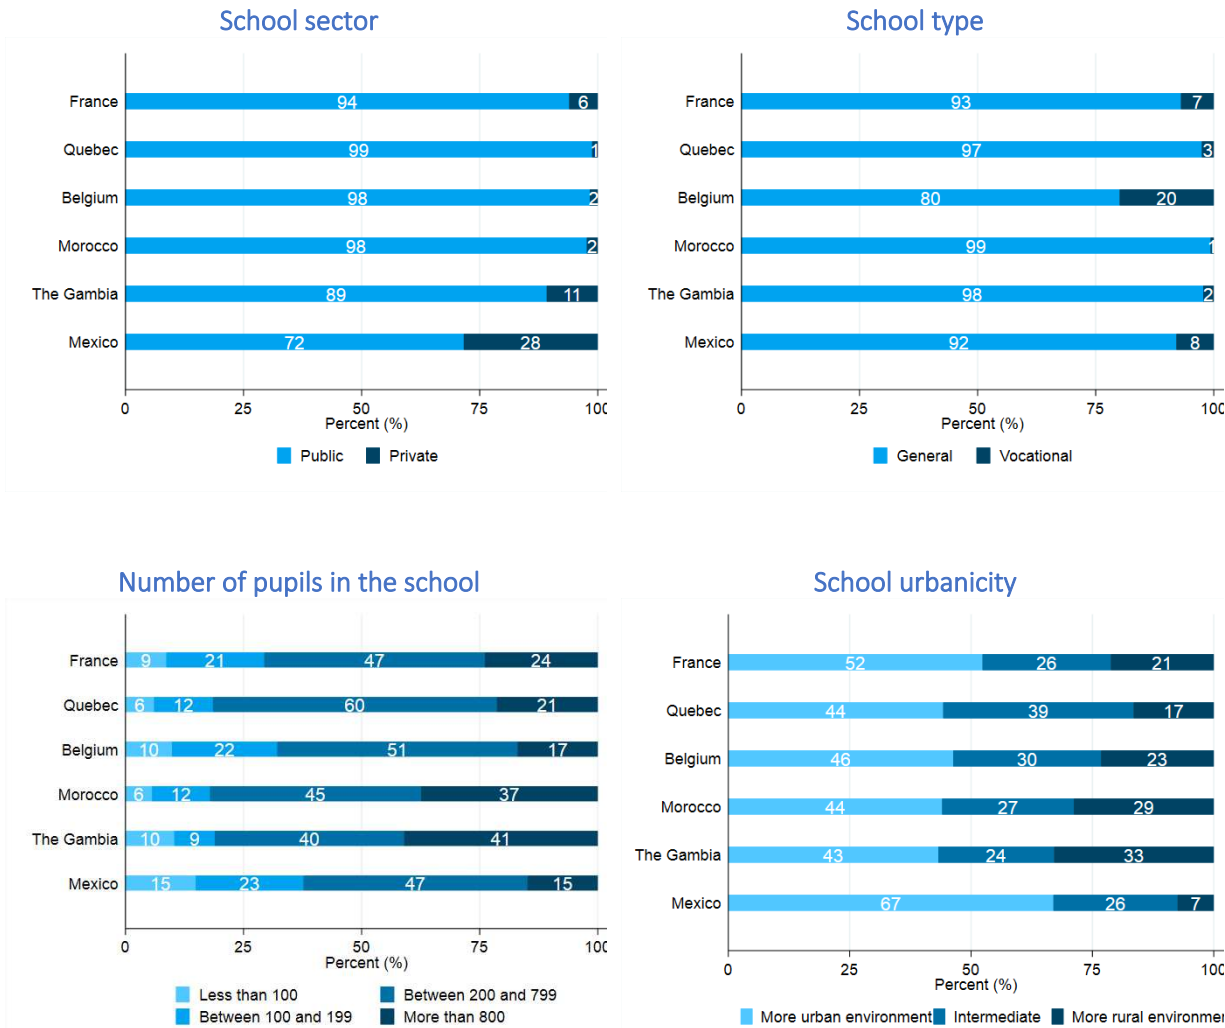 School sector
France 94 6
Quebec 99 1
Belgium 98 2
Morocco 98 2
The Gambia 89 11
Mexico 72 28
0 25 50 75 100
Percent (%)
Public Private
School type
France 93 7
Quebec 97 3
Belgium 80 20
Morocco 99 1
The Gambia 98 2
Mexico 92 8
0 25 50 75 100
Percent (%)
General Vocational
Number of pupils in the school
France 9 21 47 24
Quebec 6 12 60 21
Belgium 10 22 51 17
Morocco 6 12 45 37
The Gambia 10 9 40 41
Mexico 15 23 47 15
0 25 50 75 100
Percent (%)
Less than 100 Between 200 and 799
Between 100 and 199 More than 800
School urbanicity
France 52 26 21
Quebec 44 39 17
Belgium 46 30 23
Morocco 44 27 29
The Gambia 43 24 33
Mexico 67 26 7
0 25 50 75 100
Percent (%)
More urban environment Intermediate More rural environmen